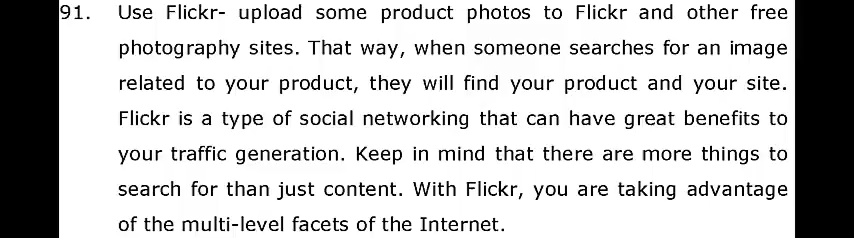 91. Use Flickr- upload some product photos to Flickr and other free
photography sites. That way, when someone searches for an image
related to your product, they will find your product and your site.
Flickr is a type of social networking that can have great benefits to
your traffic generation. Keep in mind that there are more things to
search for than just content. With Flickr, you are taking advantage
of the multi-level facets of the Internet.